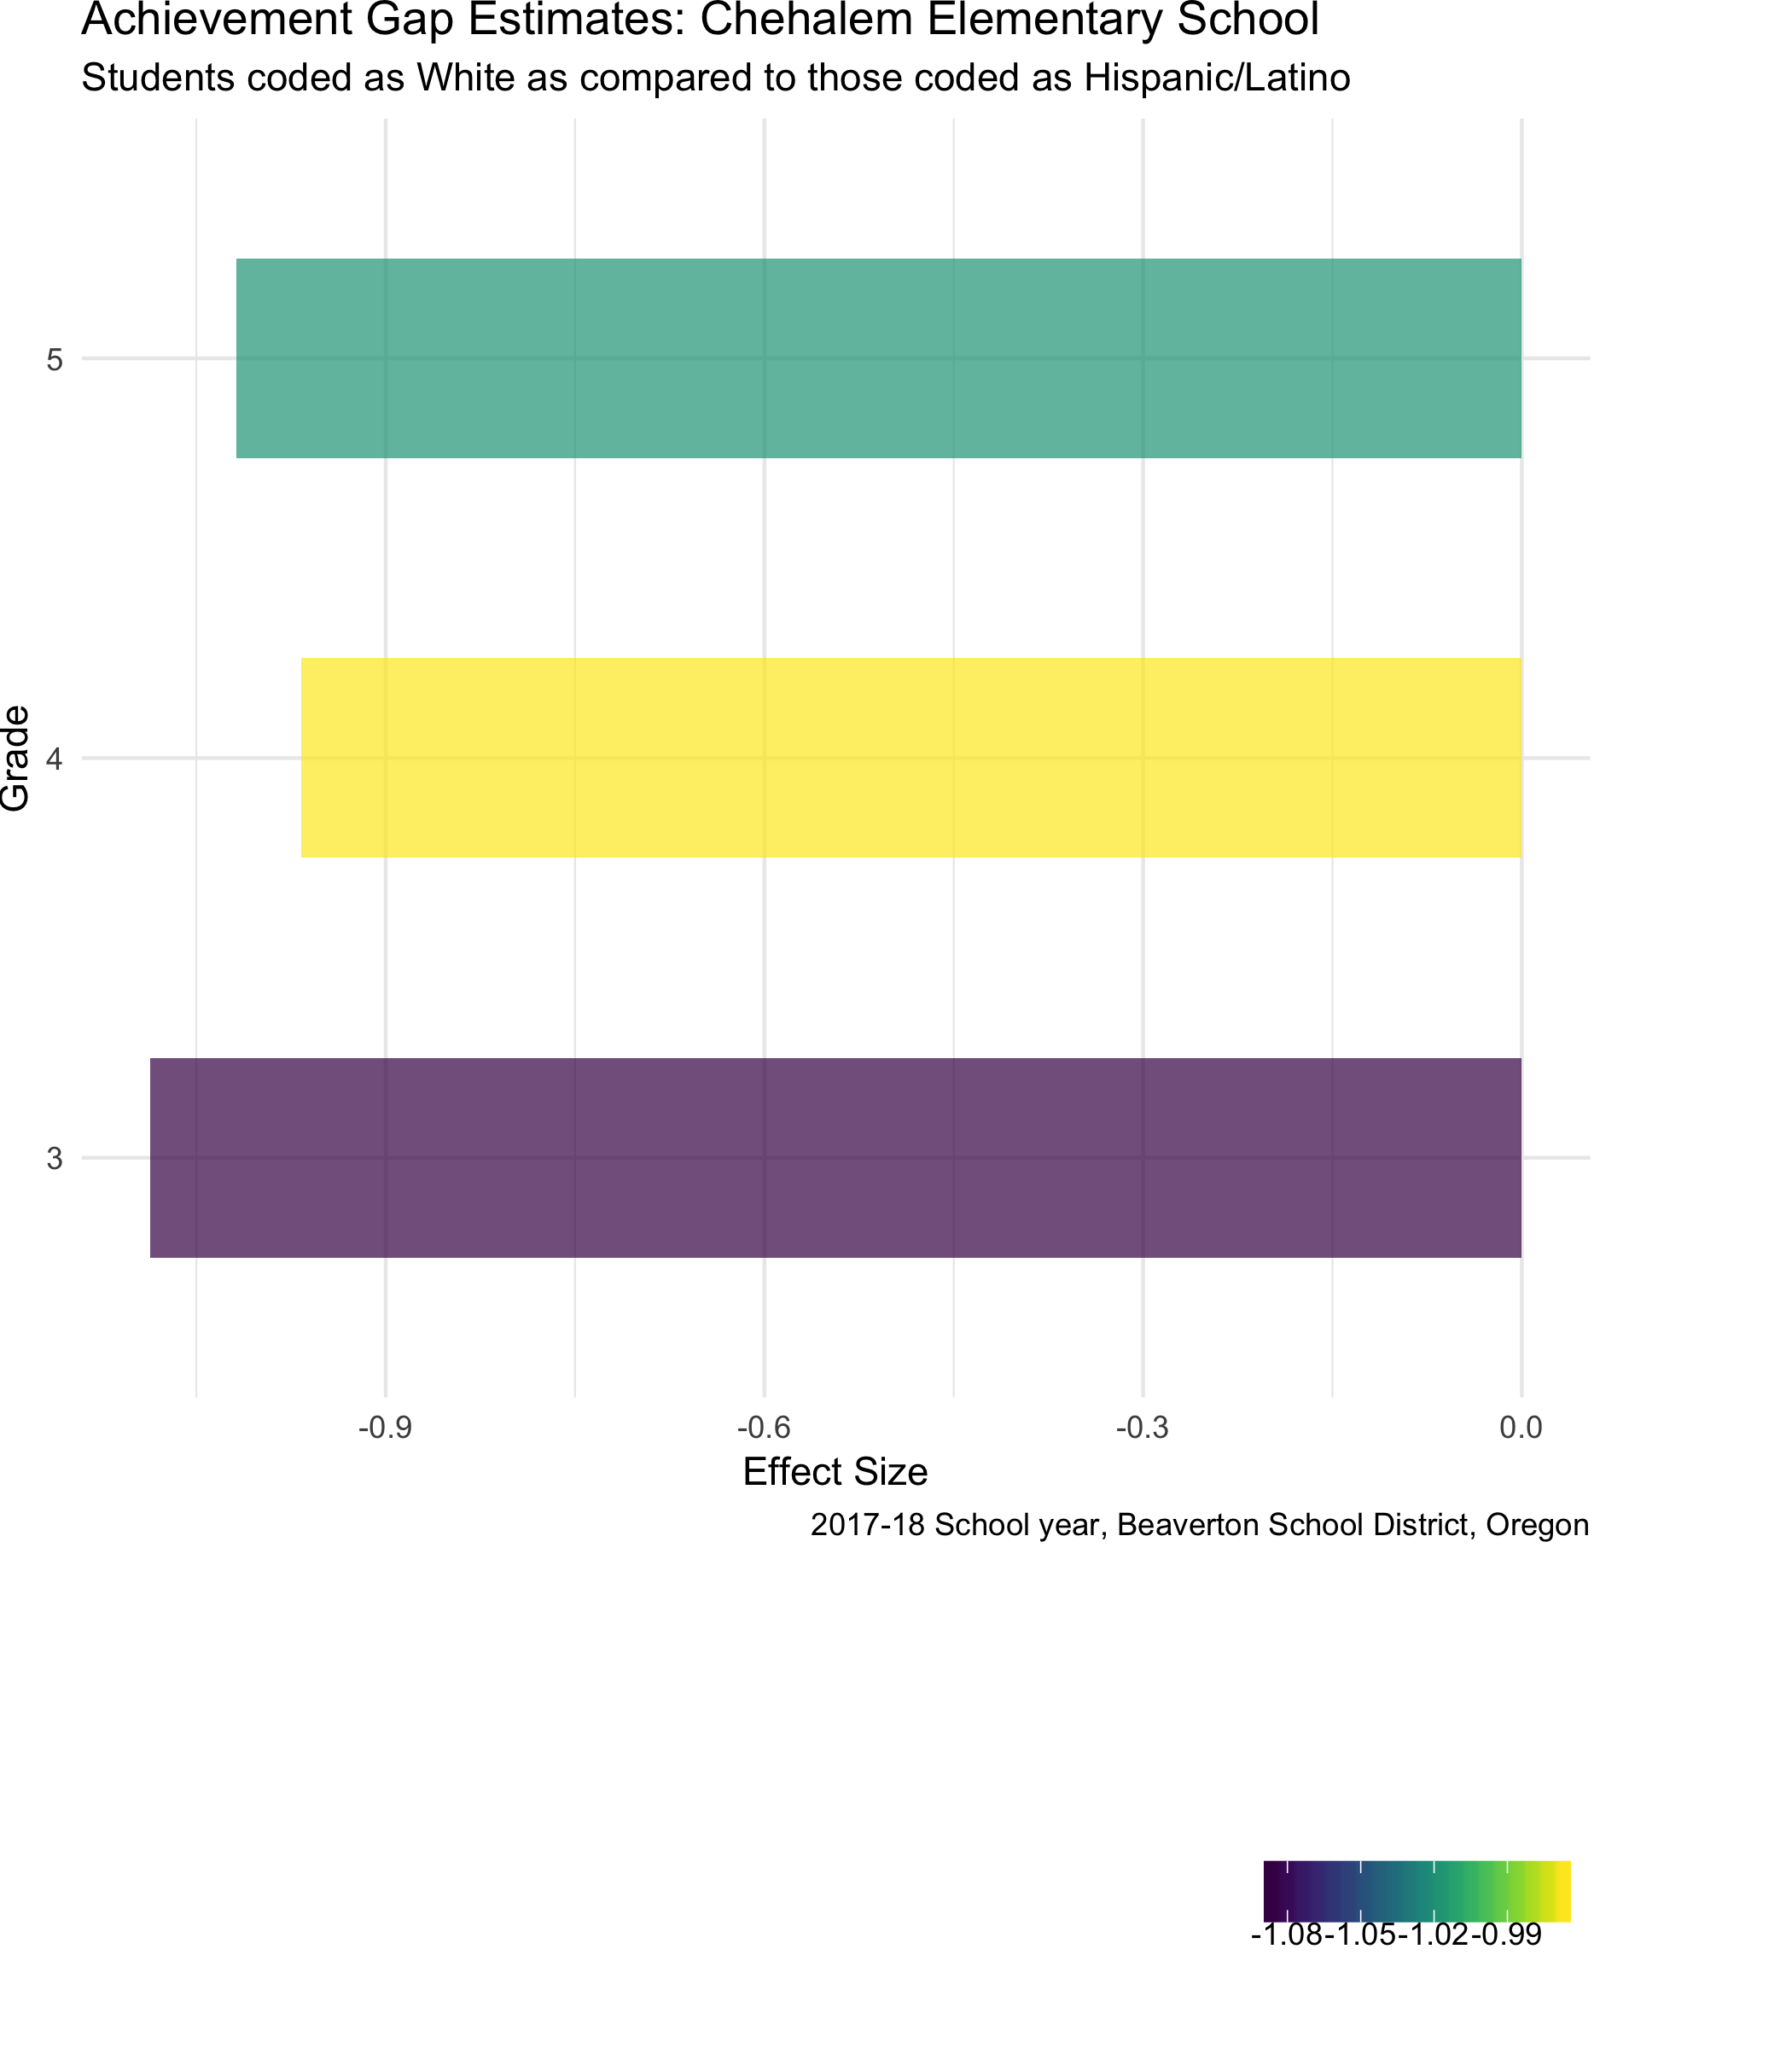 Achievement Gap Estimates: Chehalem Elementary School
Students coded as White as compared to those coded as Hispanic/Latino
5
4
3
Grade
-0.9 -0.6 -0.3 0.0
Effect Size
2017-18 School year, Beaverton School District, Oregon
-1.08 -1.05 -1.02 -0.99